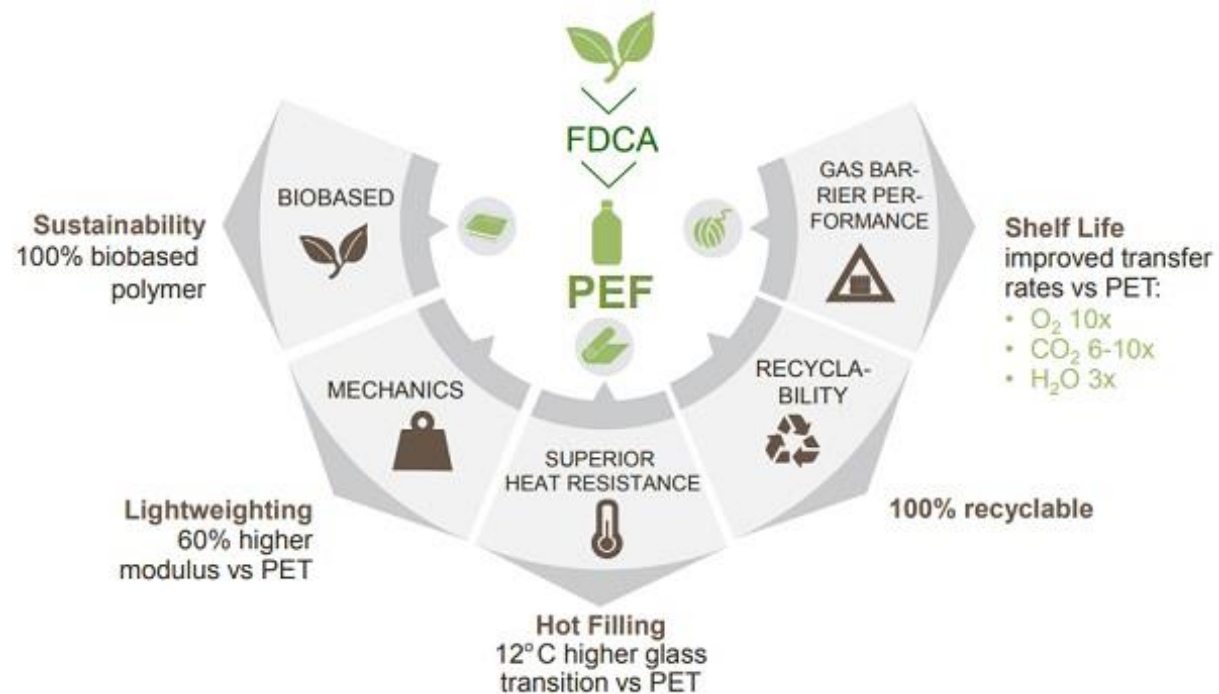 FDCA
PEF
BIOBASED
Sustainability
100% biobased
polymer
MECHANICS
Lightweighting
60% higher
modulus vs PET
SUPERIOR
HEAT RESISTANCE
Hot Filling
12°C higher glass
transition vs PET
RECYCLA-
BILITY
100% recyclable
GAS BAR-
RIER PER-
FORMANCE
Shelf Life
improved transfer
rates vs PET:
• O₂ 10x
• CO₂ 6-10x
• H₂O 3x